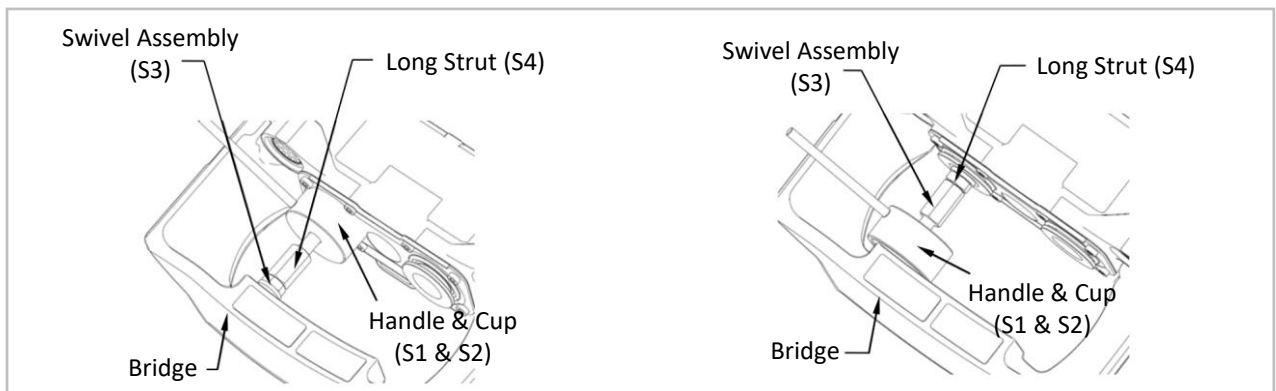 Swivel Assembly
(S3)
Long Strut (S4)
Handle & Cup
(S1 & S2)
Bridge
Swivel Assembly
(S3)
Long Strut (S4)
Handle & Cup
(S1 & S2)
Bridge